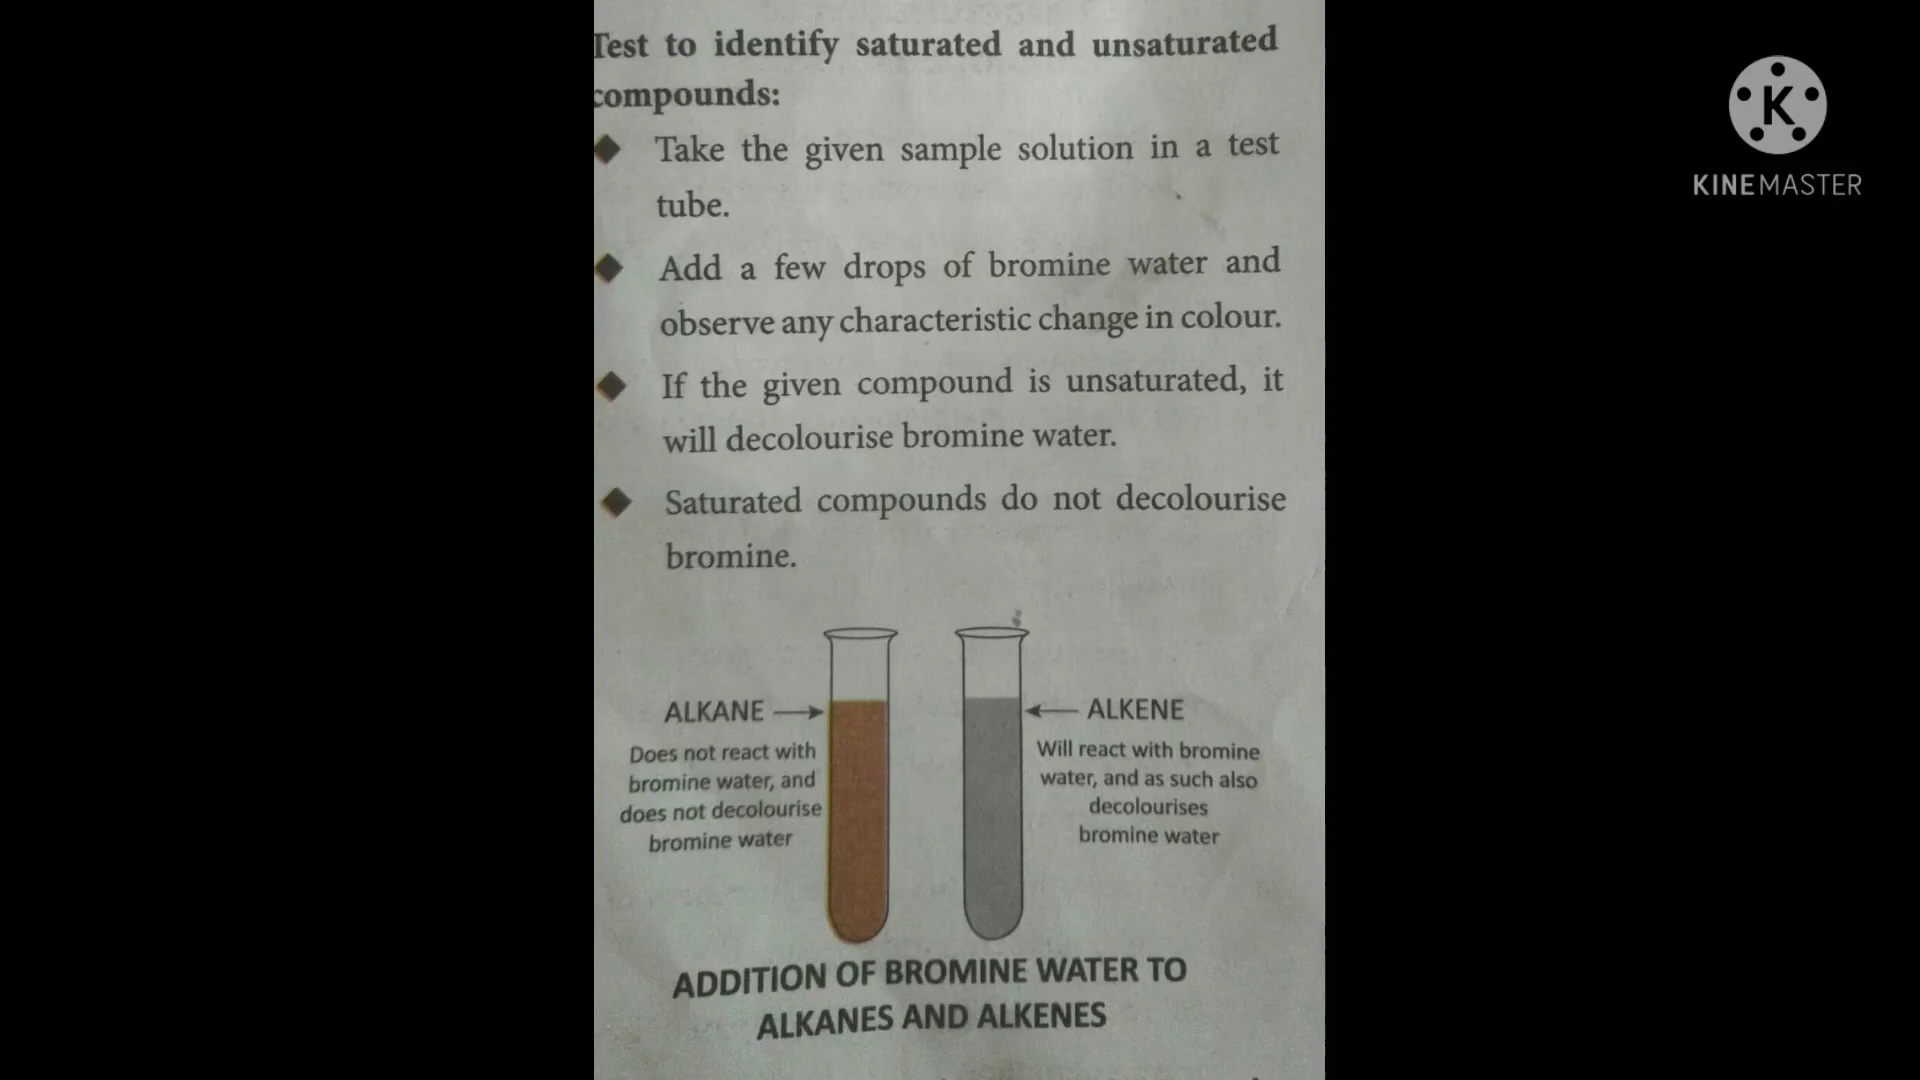 Test to identify saturated and unsaturated
compounds:
Take the given sample solution in a test
tube.
Add a few drops of bromine water and
observe any characteristic change in colour.
If the given compound is unsaturated, it
will decolourise bromine water.
Saturated compounds do not decolourise
bromine.
ALKANE
Does not react with
bromine water, and
does not decolourise
bromine water
ALKENE
Will react with bromine
water, and as such also
decolourises
bromine water
ADDITION OF BROMINE WATER TO
ALKANES AND ALKENES
K
KINEMASTER